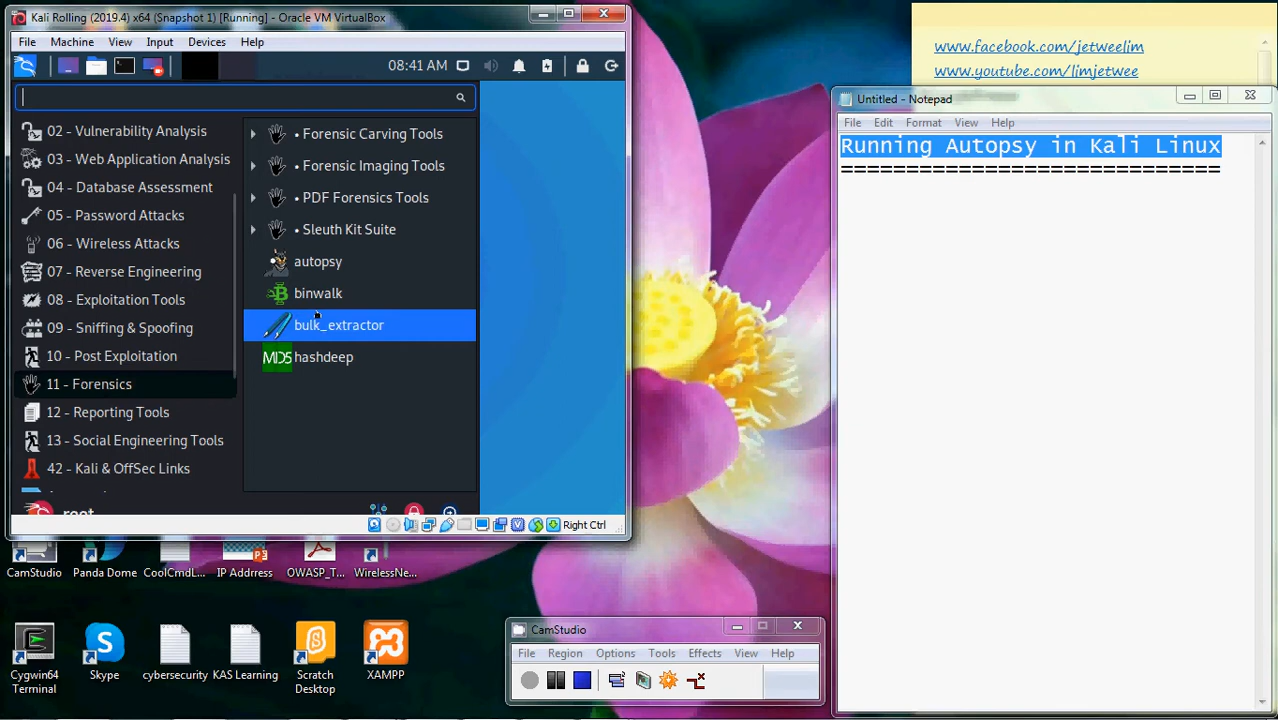 Kali Rolling (2019.4) x64 (Snapshot 1) [Running] - Oracle VM VirtualBox
File Machine View Input Devices Help
08:41 AM
02 - Vulnerability Analysis
03 - Web Application Analysis
04 - Database Assessment
05 - Password Attacks
06 - Wireless Attacks
07 - Reverse Engineering
08 - Exploitation Tools
09 - Sniffing & Spoofing
10 - Post Exploitation
11 - Forensics
12 - Reporting Tools
13 - Social Engineering Tools
42 - Kali & OffSec Links
root
• Forensic Carving Tools
• Forensic Imaging Tools
• PDF Forensics Tools
• Sleuth Kit Suite
autopsy
binwalk
bulk_extractor
MD5 hashdeep
Right Ctrl
www.facebook.com/jetweelim
www.youtube.com/limjetwee
Untitled - Notepad
File Edit Format View Help
Running Autopsy in Kali Linux
=============================
CamStudio Panda Dome CoolCmdL... IP Addrress OWASP_T... WirelessNe...
Cygwin64 Terminal
Skype
cybersecurity
KAS Learning
Scratch Desktop
XAMPP
CamStudio
File Region Options Tools Effects View Help